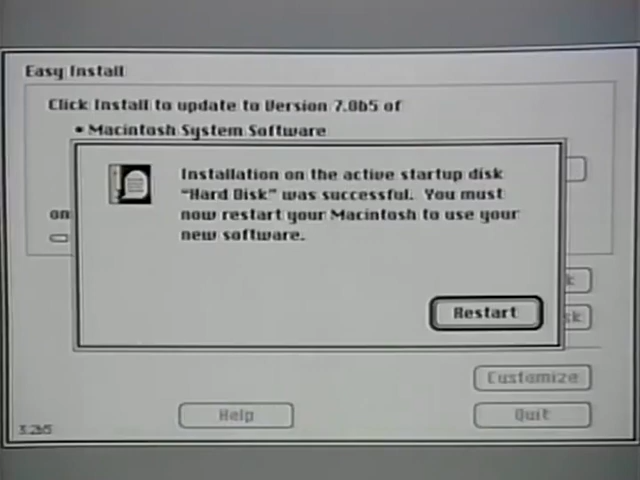 Easy Install
Click Install to update to Version 7.0b5 of
• Macintosh System Software
Installation on the active startup disk
"Hard Disk" was successful. You must
now restart your Macintosh to use your
new software.
on
Restart
k
sk
Customize
Help
Quit
3.2b5